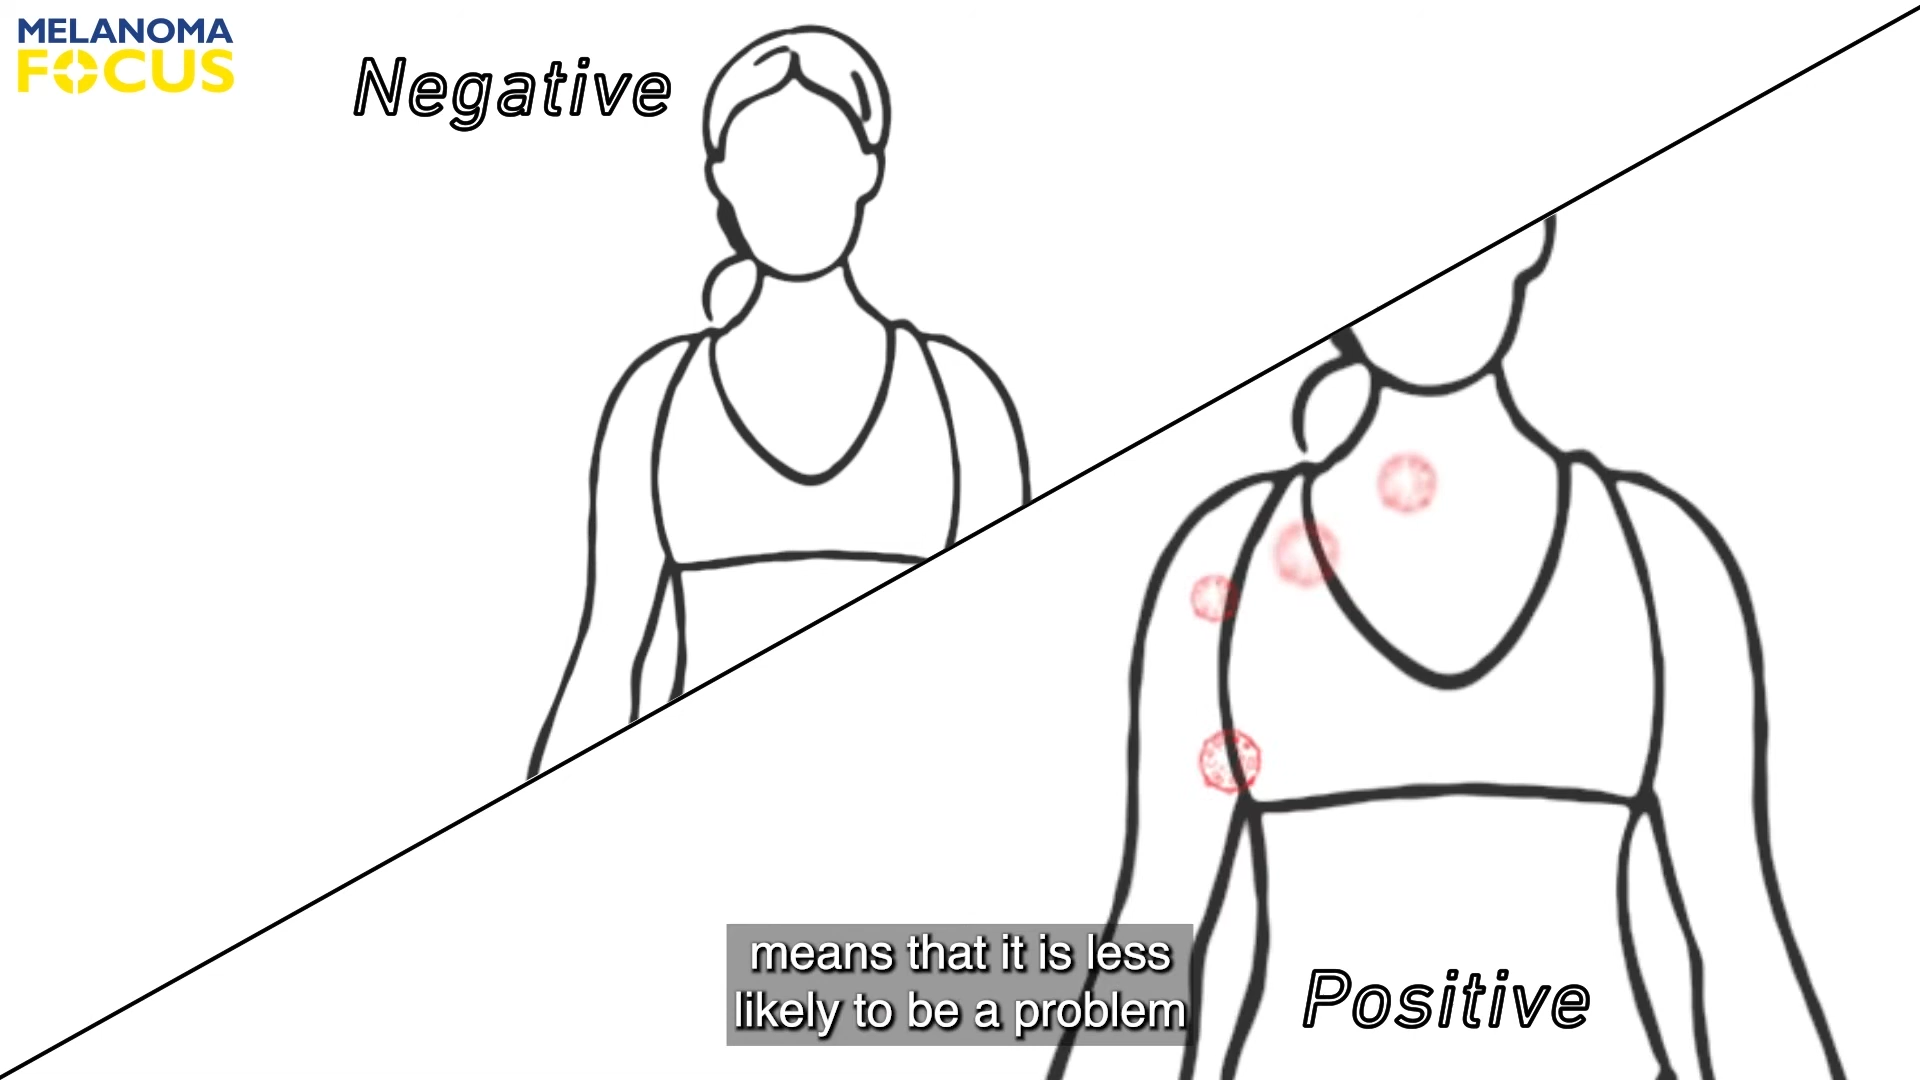 MELANOMA
FOCUS
Negative
means that it is less
likely to be a problem
Positive